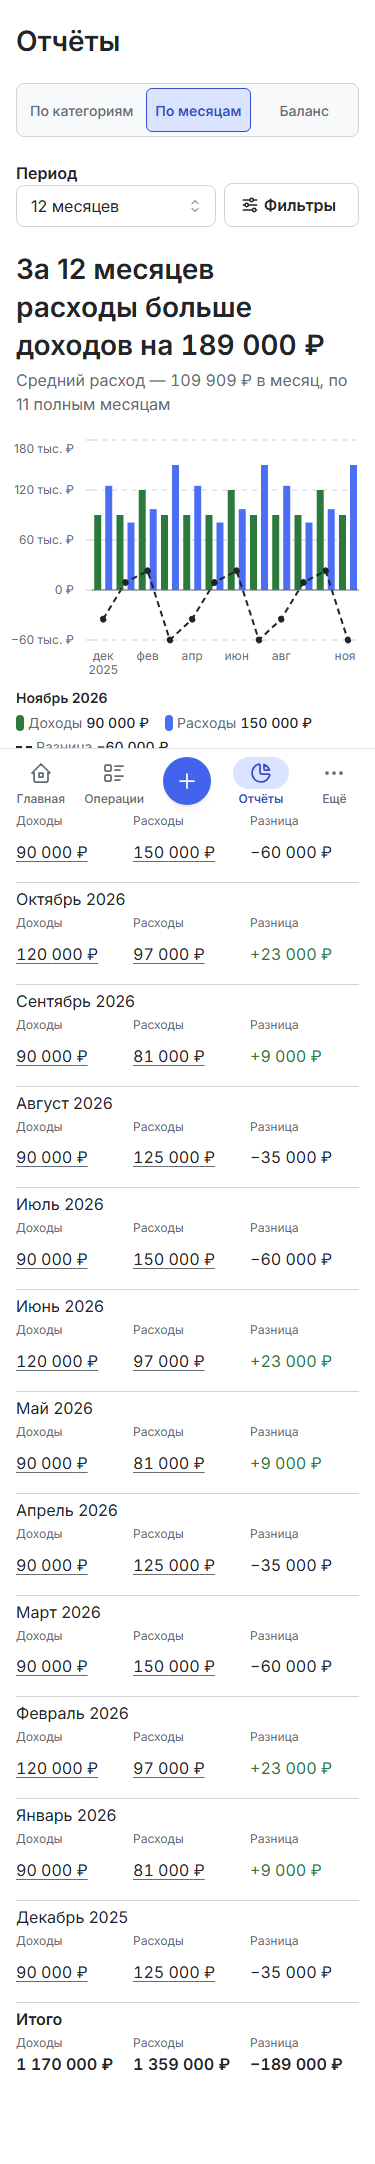 Отчёты
По категориям По месяцам Баланс
Период
12 месяцев Фильтры
За 12 месяцев
расходы больше
доходов на 189 000 ₽
Средний расход — 109 909 ₽ в месяц, по
11 полным месяцам
180 тыс. ₽
120 тыс. ₽
60 тыс. ₽
0 ₽
−60 тыс. ₽
дек фев апр июн авг ноя
2025
Ноябрь 2026
Доходы 90 000 ₽ Расходы 150 000 ₽
Разница −60 000 ₽
Главная Операции Отчёты Ещё
Доходы Расходы Разница
90 000 ₽ 150 000 ₽ −60 000 ₽
Октябрь 2026
Доходы Расходы Разница
120 000 ₽ 97 000 ₽ +23 000 ₽
Сентябрь 2026
Доходы Расходы Разница
90 000 ₽ 81 000 ₽ +9 000 ₽
Август 2026
Доходы Расходы Разница
90 000 ₽ 125 000 ₽ −35 000 ₽
Июль 2026
Доходы Расходы Разница
90 000 ₽ 150 000 ₽ −60 000 ₽
Июнь 2026
Доходы Расходы Разница
120 000 ₽ 97 000 ₽ +23 000 ₽
Май 2026
Доходы Расходы Разница
90 000 ₽ 81 000 ₽ +9 000 ₽
Апрель 2026
Доходы Расходы Разница
90 000 ₽ 125 000 ₽ −35 000 ₽
Март 2026
Доходы Расходы Разница
90 000 ₽ 150 000 ₽ −60 000 ₽
Февраль 2026
Доходы Расходы Разница
120 000 ₽ 97 000 ₽ +23 000 ₽
Январь 2026
Доходы Расходы Разница
90 000 ₽ 81 000 ₽ +9 000 ₽
Декабрь 2025
Доходы Расходы Разница
90 000 ₽ 125 000 ₽ −35 000 ₽
Итого
Доходы Расходы Разница
1 170 000 ₽ 1 359 000 ₽ −189 000 ₽